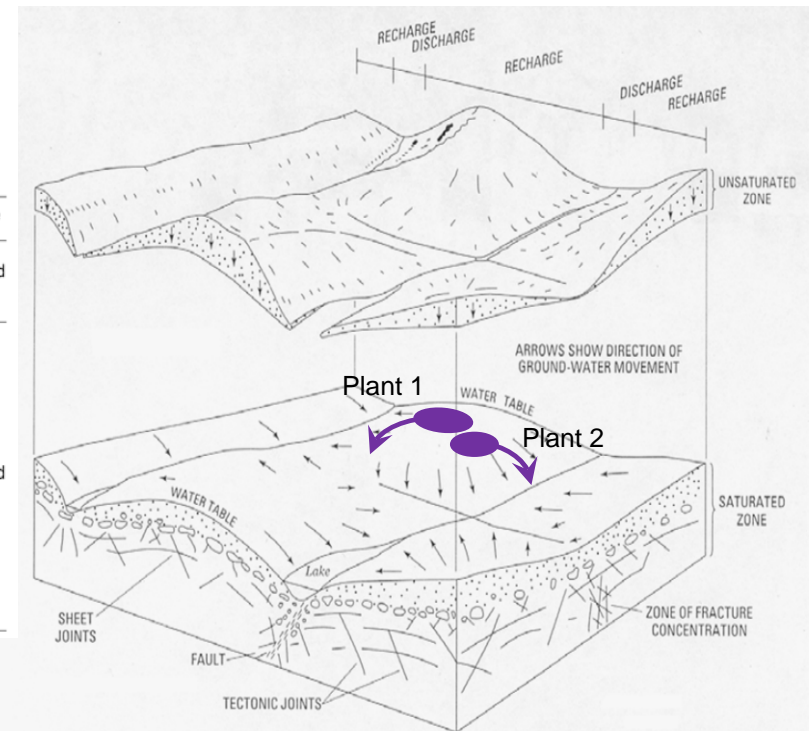 RECHARGE
DISCHARGE
RECHARGE
DISCHARGE
RECHARGE
UNSATURATED
ZONE
d
ARROWS SHOW DIRECTION OF
GROUND-WATER MOVEMENT
Plant 1
WATER TABLE
Plant 2
d
WATER TABLE
SATURATED
ZONE
Lake
SHEET
JOINTS
ZONE OF FRACTURE
CONCENTRATION
FAULT
TECTONIC JOINTS